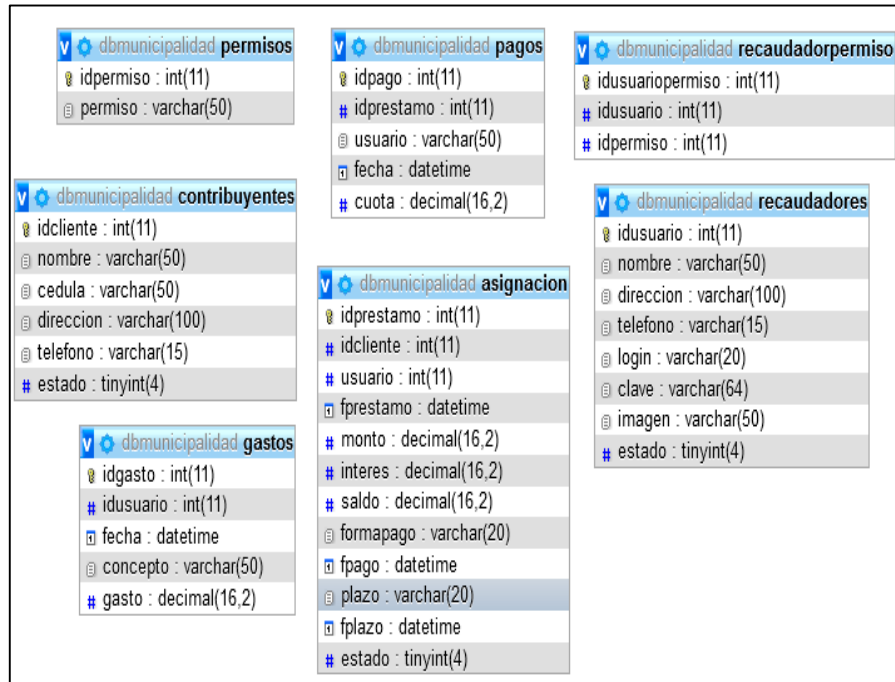 dbmunicipalidad permisos
idpermiso : int(11)
permiso : varchar(50)
dbmunicipalidad pagos
idpago : int(11)
idprestamo : int(11)
usuario : varchar(50)
fecha : datetime
cuota : decimal(16,2)
dbmunicipalidad recaudadorpermiso
idusuariopermiso : int(11)
idusuario : int(11)
idpermiso : int(11)
dbmunicipalidad contribuyentes
idcliente : int(11)
nombre : varchar(50)
cedula : varchar(50)
direccion : varchar(100)
telefono : varchar(15)
estado : tinyint(4)
dbmunicipalidad recaudadores
idusuario : int(11)
nombre : varchar(50)
direccion : varchar(100)
telefono : varchar(15)
login : varchar(20)
clave : varchar(64)
imagen : varchar(50)
estado : tinyint(4)
dbmunicipalidad asignacion
idprestamo : int(11)
idcliente : int(11)
usuario : int(11)
fprestamo : datetime
monto : decimal(16,2)
interes : decimal(16,2)
saldo : decimal(16,2)
formapago : varchar(20)
fpago : datetime
plazo : varchar(20)
fplazo : datetime
estado : tinyint(4)
dbmunicipalidad gastos
idgasto : int(11)
idusuario : int(11)
fecha : datetime
concepto : varchar(50)
gasto : decimal(16,2)